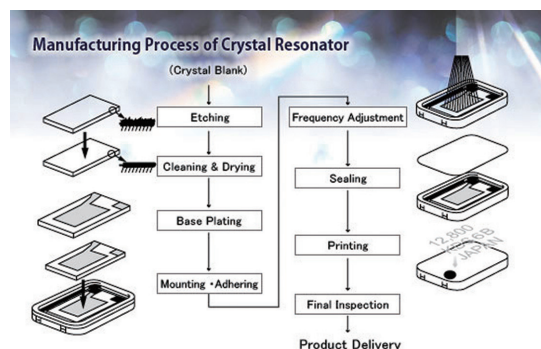 Manufacturing Process of Crystal Resonator
(Crystal Blank)
Etching
Cleaning & Drying
Base Plating
Mounting・Adhering
Frequency Adjustment
Sealing
Printing
Final Inspection
Product Delivery
12,800
JAPAN